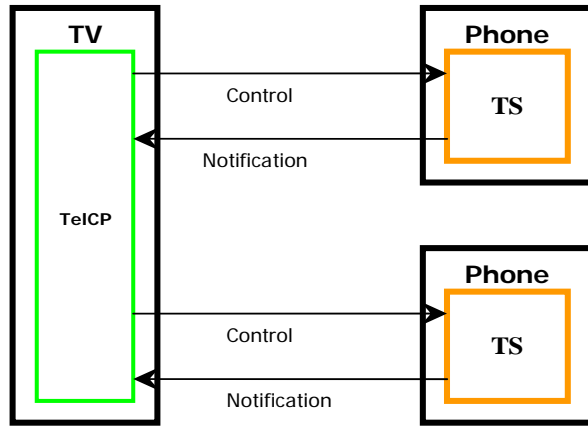 TV
Phone
Control
TS
Notification
TelCP
Phone
Control
TS
Notification